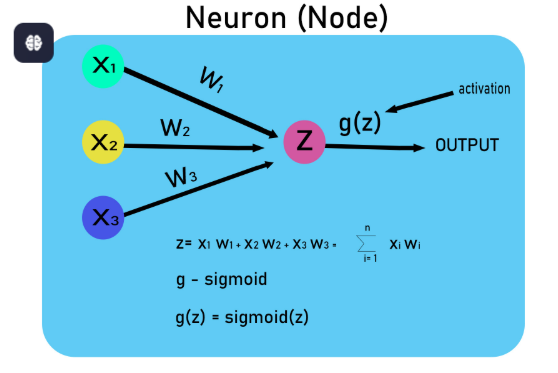 Neuron (Node)
X1
W1
X2
W2
X3
W3
Z
g(z)
activation
OUTPUT
z= X1 W1 + X2 W2 + X3 W3 = n ∑ i=1 Xi Wi
g - sigmoid
g(z) = sigmoid(z)